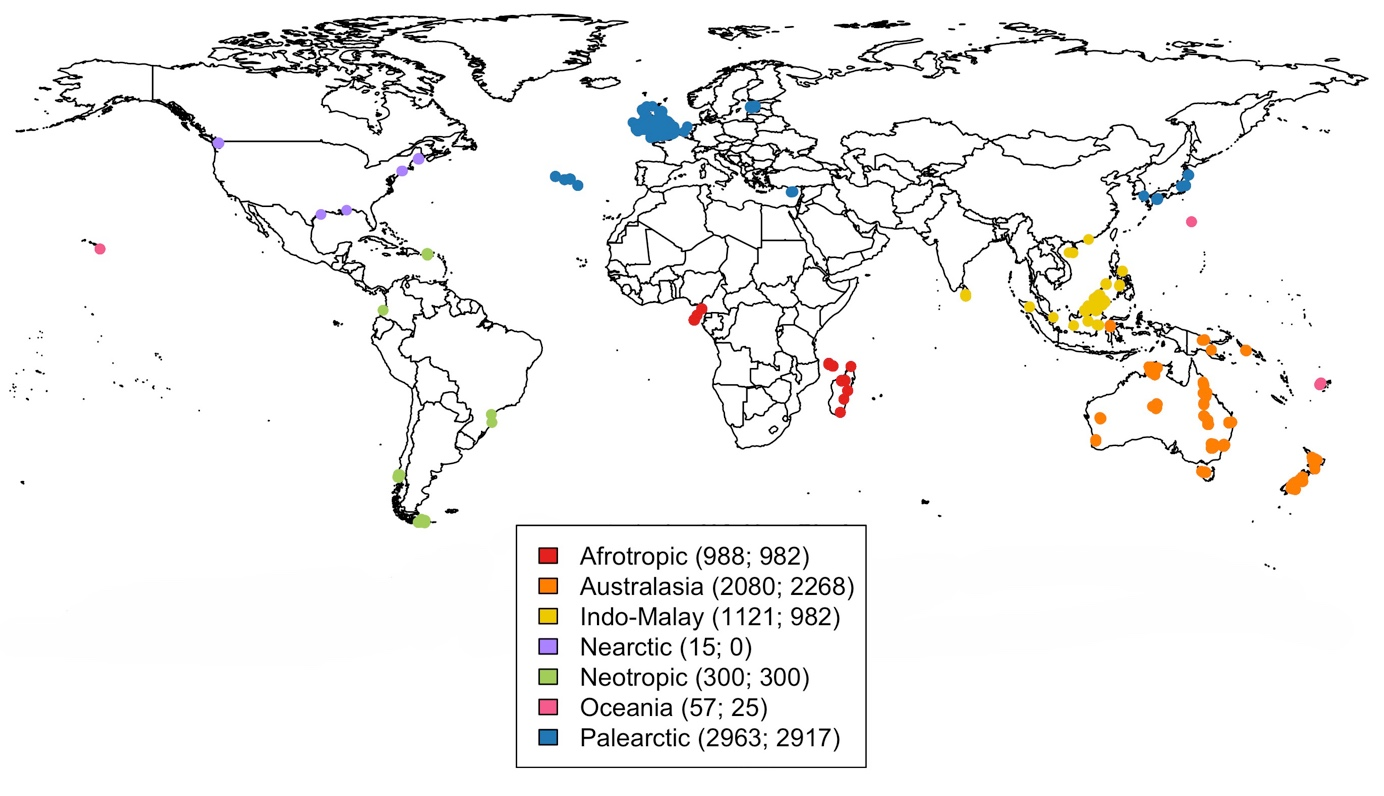 Afrotropic (988; 982)
Australasia (2080; 2268)
Indo-Malay (1121; 982)
Nearctic (15; 0)
Neotropic (300; 300)
Oceania (57; 25)
Palearctic (2963; 2917)